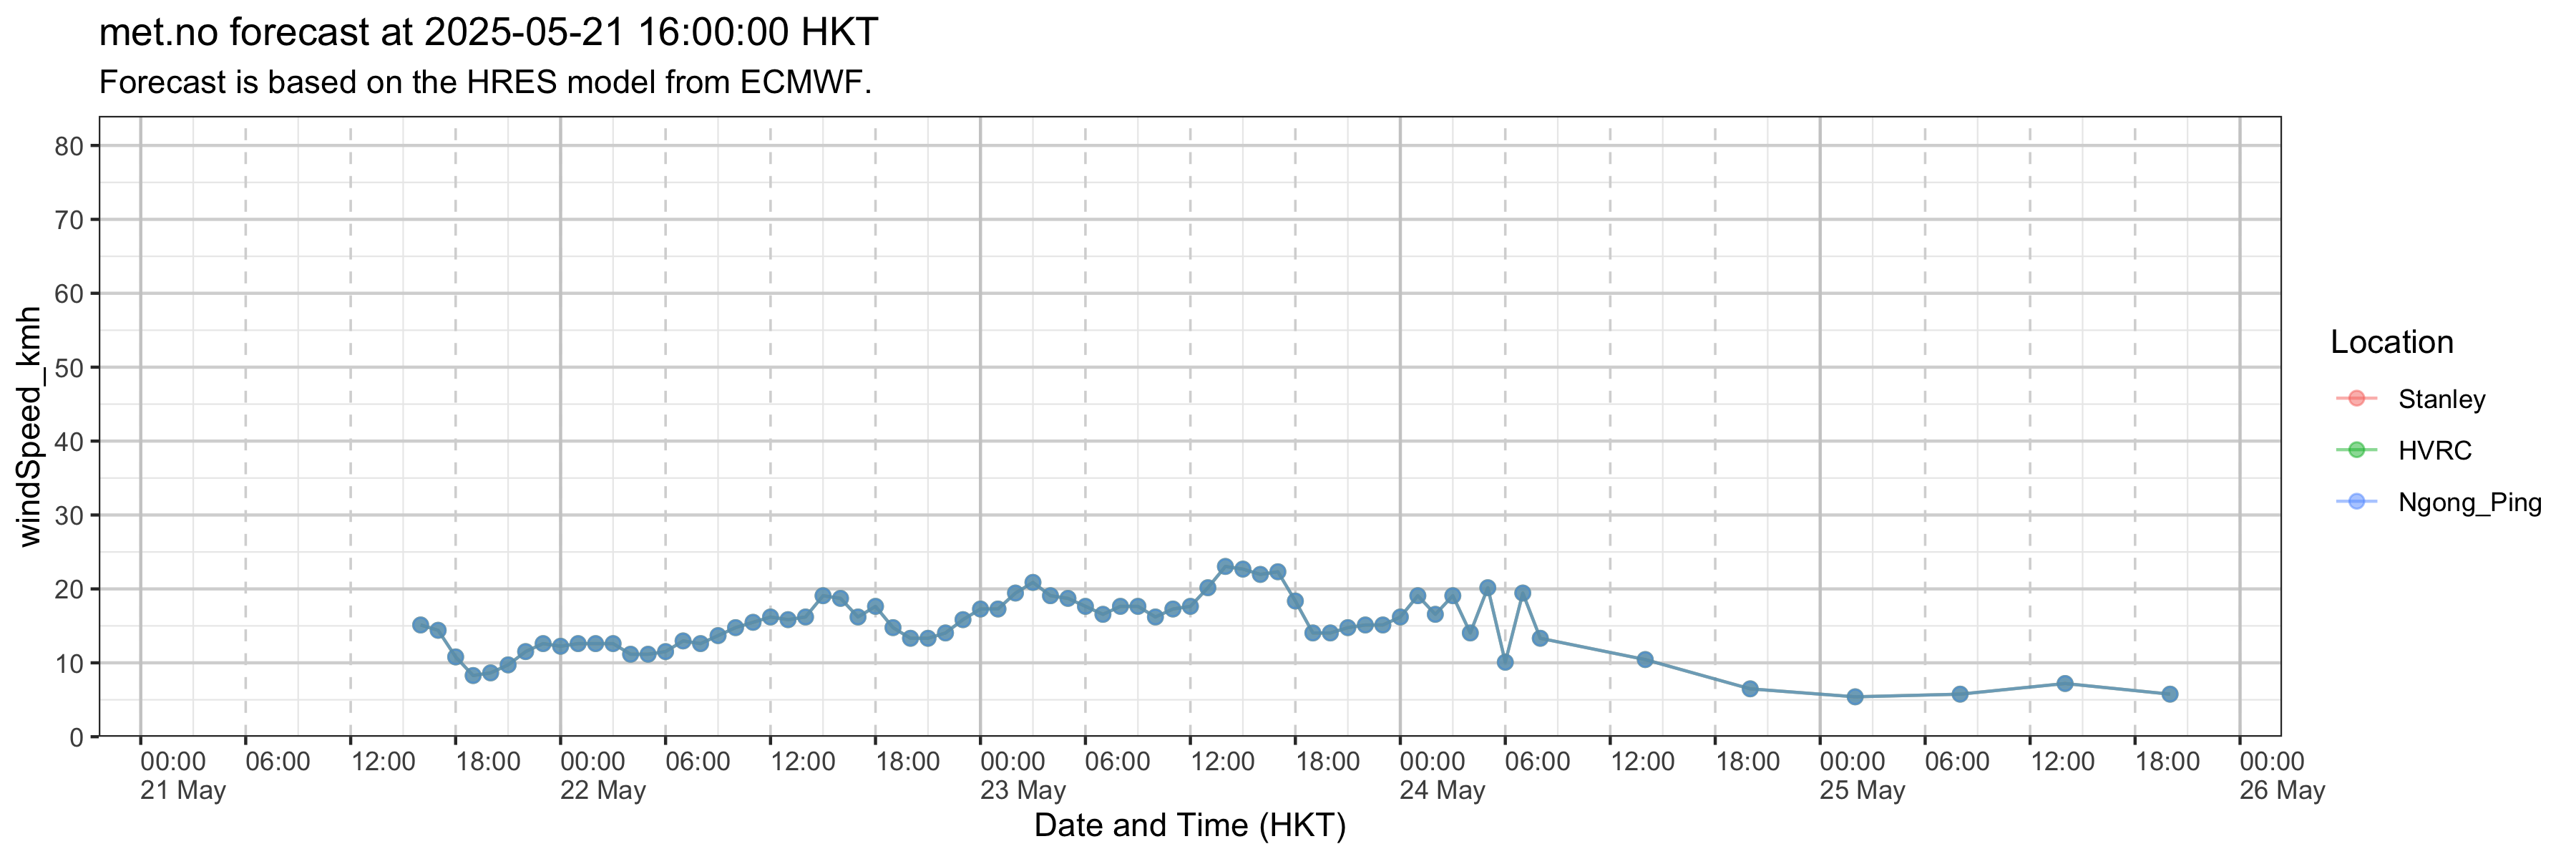 met.no forecast at 2025-05-21 16:00:00 HKT
Forecast is based on the HRES model from ECMWF.
windSpeed_kmh
80
70
60
50
40
30
20
10
0
00:00 06:00 12:00 18:00 00:00 06:00 12:00 18:00 00:00 06:00 12:00 18:00 00:00 06:00 12:00 18:00 00:00 06:00 12:00 18:00 00:00
21 May 22 May 23 May 24 May 25 May 26 May
Date and Time (HKT)
Location
Stanley
HVRC
Ngong_Ping